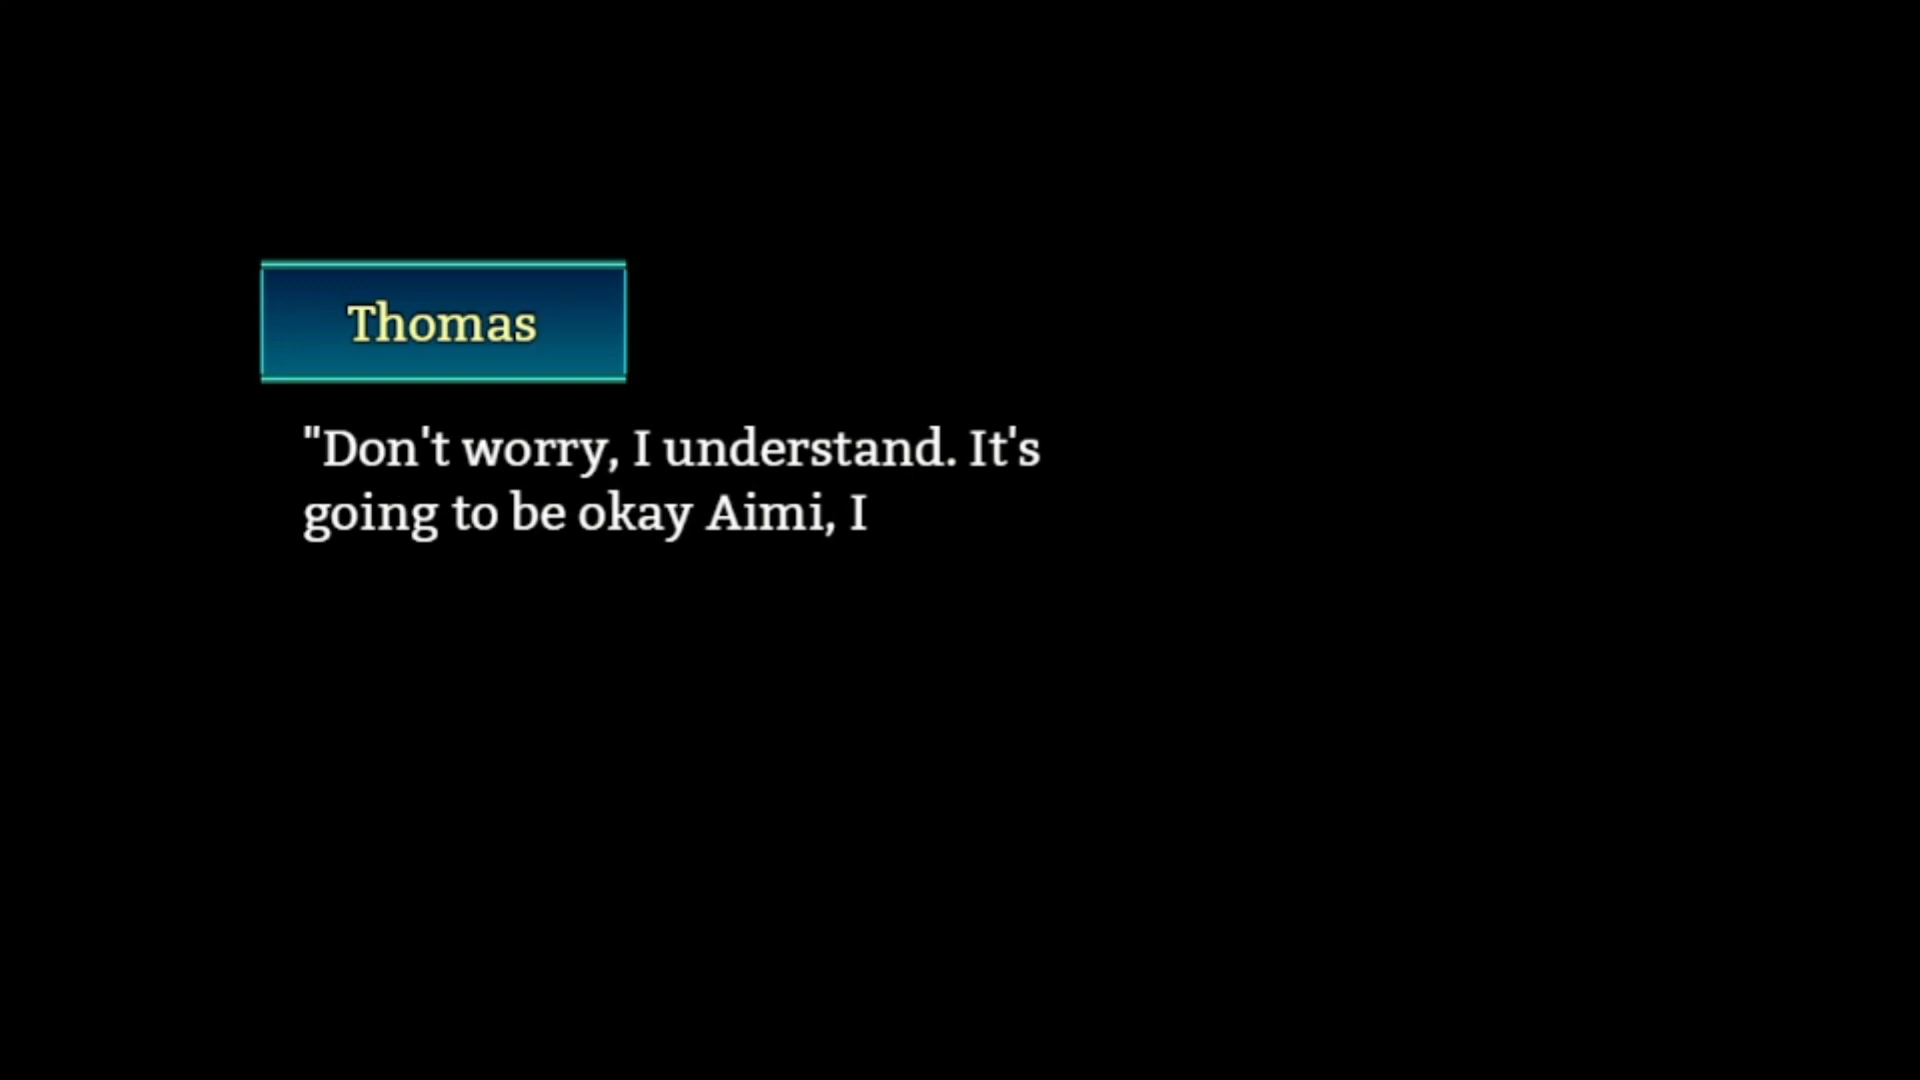 Thomas
"Don't worry, I understand. It's
going to be okay Aimi, I